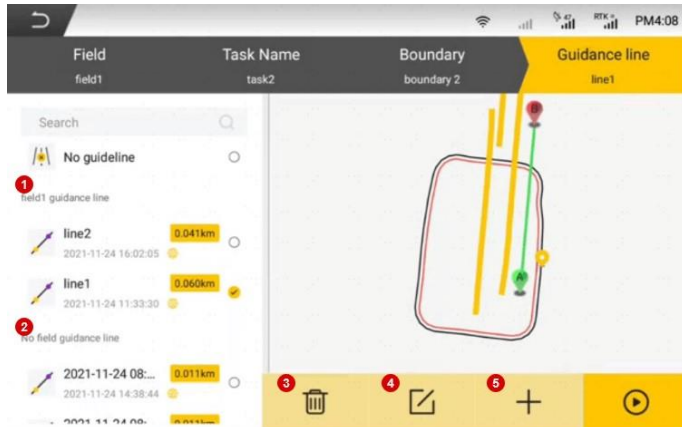 47
RTK
PM4:08
Field
field1
Task Name
task2
Boundary
boundary 2
Guidance line
line1
Search
No guideline
1
field1 guidance line
line2
0.041km
2021-11-24 16:02:05
line1
0.060km
2021-11-24 11:33:30
2
No field guidance line
2021-11-24 08:...
0.011km
2021-11-24 14:38:44
B
A
3
4
5